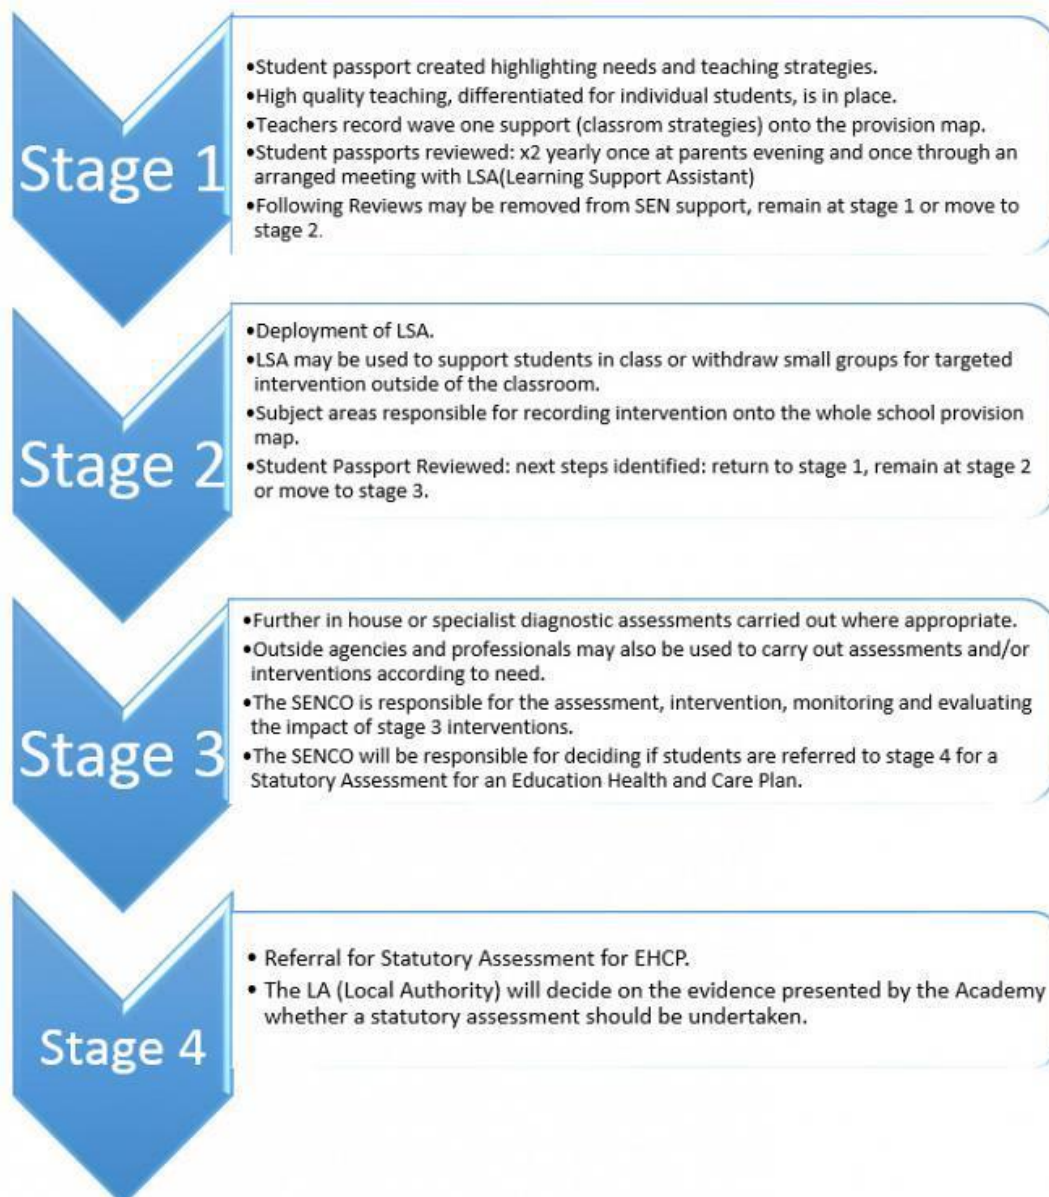 Stage 1
•Student passport created highlighting needs and teaching strategies.
•High quality teaching, differentiated for individual students, is in place.
•Teachers record wave one support (classrom strategies) onto the provision map.
•Student passports reviewed: x2 yearly once at parents evening and once through an
arranged meeting with LSA(Learning Support Assistant)
•Following Reviews may be removed from SEN support, remain at stage 1 or move to
stage 2.
Stage 2
•Deployment of LSA.
•LSA may be used to support students in class or withdraw small groups for targeted
intervention outside of the classroom.
•Subject areas responsible for recording intervention onto the whole school provision
map.
•Student Passport Reviewed: next steps identified: return to stage 1, remain at stage 2
or move to stage 3.
Stage 3
•Further in house or specialist diagnostic assessments carried out where appropriate.
•Outside agencies and professionals may also be used to carry out assessments and/or
interventions according to need.
•The SENCO is responsible for the assessment, intervention, monitoring and evaluating
the impact of stage 3 interventions.
•The SENCO will be responsible for deciding if students are referred to stage 4 for a
Statutory Assessment for an Education Health and Care Plan.
Stage 4
• Referral for Statutory Assessment for EHCP.
• The LA (Local Authority) will decide on the evidence presented by the Academy
whether a statutory assessment should be undertaken.